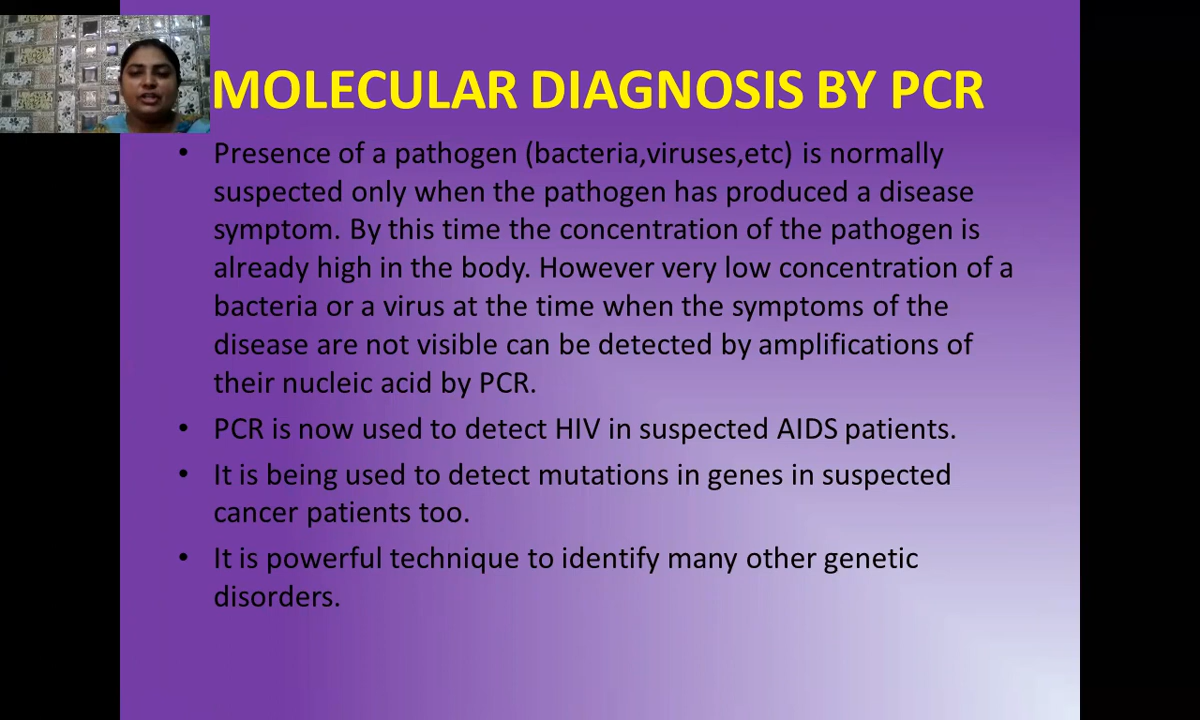 MOLECULAR DIAGNOSIS BY PCR
• Presence of a pathogen (bacteria,viruses,etc) is normally
suspected only when the pathogen has produced a disease
symptom. By this time the concentration of the pathogen is
already high in the body. However very low concentration of a
bacteria or a virus at the time when the symptoms of the
disease are not visible can be detected by amplifications of
their nucleic acid by PCR.
• PCR is now used to detect HIV in suspected AIDS patients.
• It is being used to detect mutations in genes in suspected
cancer patients too.
• It is powerful technique to identify many other genetic
disorders.